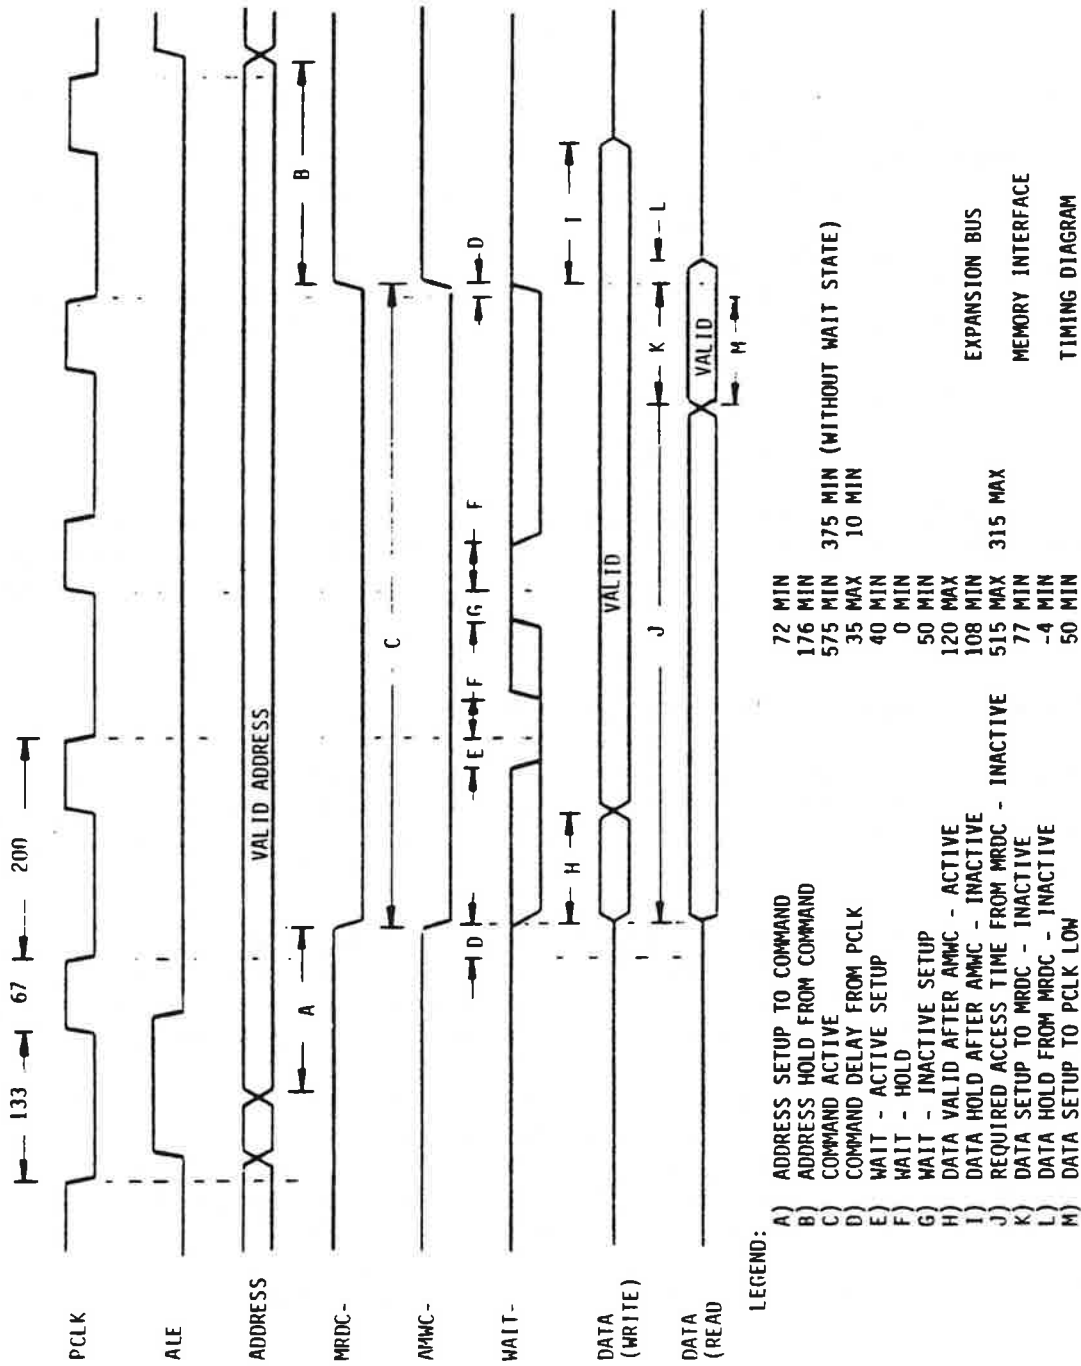 133
67
200
PCLK
ALE
ADDRESS
VALID ADDRESS
MRDC-
A
B
C
AMWC-
D
E
F
G
F
D
WAIT-
H
I
DATA
(WRITE)
VALID
J
K
L
DATA
(READ
VALID
M
LEGEND:
A) ADDRESS SETUP TO COMMAND 72 MIN
B) ADDRESS HOLD FROM COMMAND 176 MIN
C) COMMAND ACTIVE 575 MIN 375 MIN (WITHOUT WAIT STATE)
D) COMMAND DELAY FROM PCLK 35 MAX 10 MIN
E) WAIT - ACTIVE SETUP 40 MIN
F) WAIT - HOLD 0 MIN
G) WAIT - INACTIVE SETUP 50 MIN
H) DATA VALID AFTER AMWC - ACTIVE 120 MAX
I) DATA HOLD AFTER AMWC - INACTIVE 108 MIN
J) REQUIRED ACCESS TIME FROM MRDC - INACTIVE 515 MAX 315 MAX
K) DATA SETUP TO MRDC - INACTIVE 77 MIN
L) DATA HOLD FROM MRDC - INACTIVE -4 MIN
M) DATA SETUP TO PCLK LOW 50 MIN
EXPANSION BUS
MEMORY INTERFACE
TIMING DIAGRAM